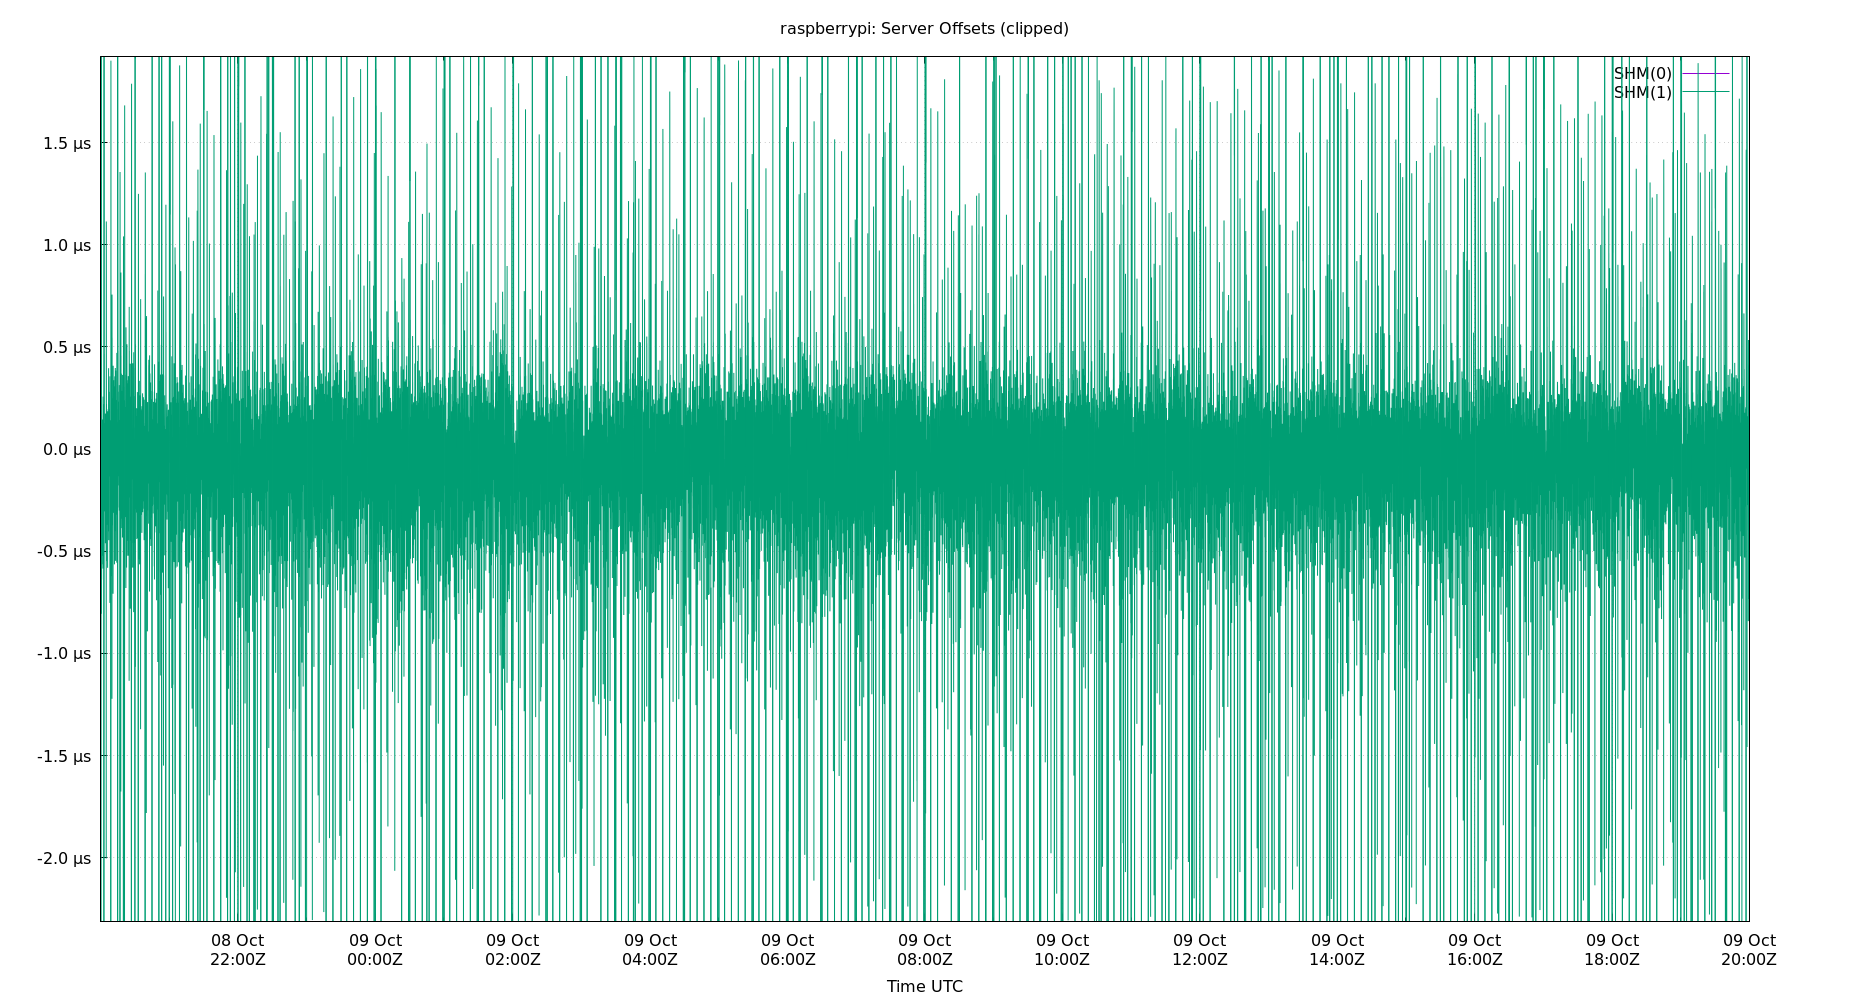 raspberrypi: Server Offsets (clipped)
SHM(0)
SHM(1)
1.5 µs
1.0 µs
0.5 µs
0.0 µs
-0.5 µs
-1.0 µs
-1.5 µs
-2.0 µs
08 Oct 09 Oct 09 Oct 09 Oct 09 Oct 09 Oct 09 Oct 09 Oct 09 Oct 09 Oct 09 Oct 09 Oct
22:00Z 00:00Z 02:00Z 04:00Z 06:00Z 08:00Z 10:00Z 12:00Z 14:00Z 16:00Z 18:00Z 20:00Z
Time UTC